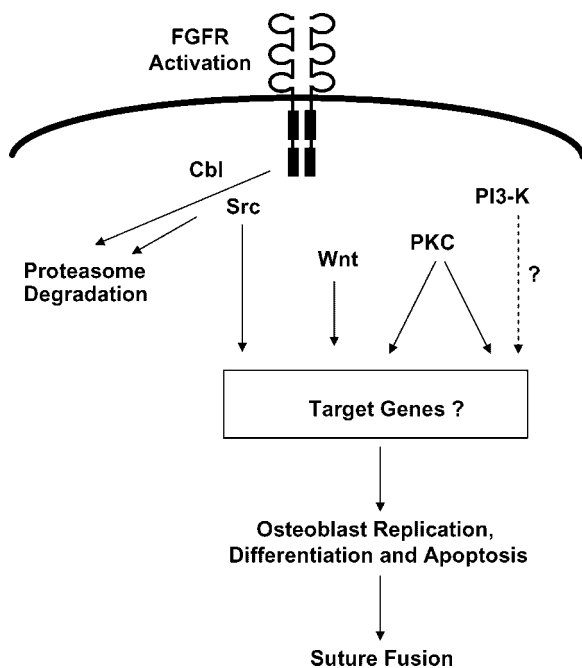 FGFR
Activation
Cbl
Src
PI3-K
Proteasome
Degradation
Wnt
PKC
?
Target Genes ?
Osteoblast Replication,
Differentiation and Apoptosis
Suture Fusion